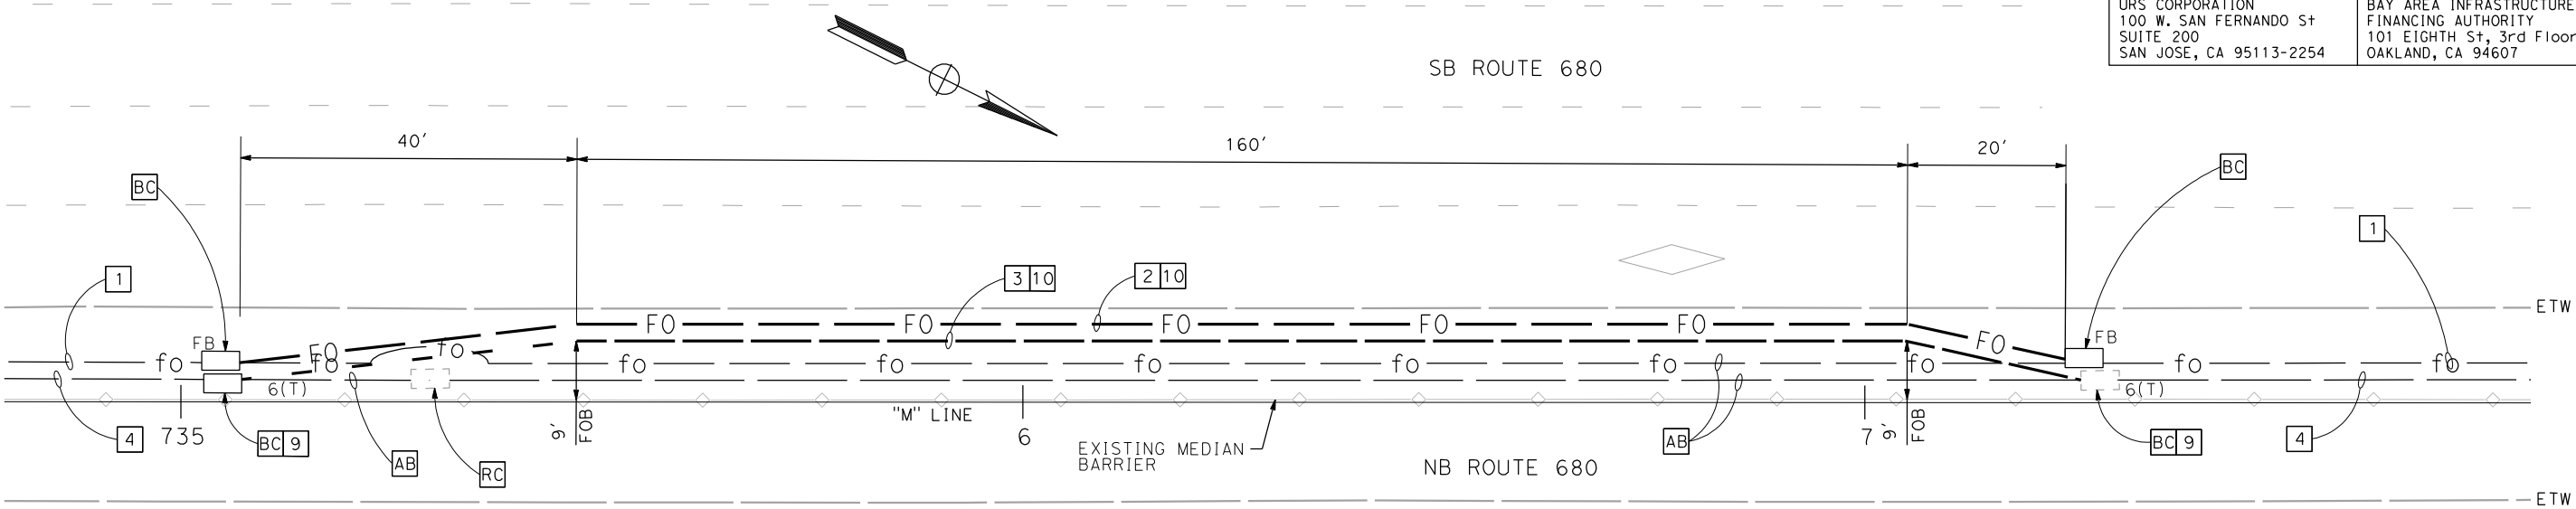 URS CORPORATION
100 W. SAN FERNANDO St
SUITE 200
SAN JOSE, CA 95113-2254
BAY AREA INFRASTRUCTURE
FINANCING AUTHORITY
101 EIGHTH St, 3rd Floor
OAKLAND, CA 94607
SB ROUTE 680
40'
160'
20'
BC
BC
1
1
3 10
2 10
ETW
FO
FO
FO
FO
FO
FO
FO
FB
FB
fo
fo
fo
fo
fo
fo
fo
fo
fo
fo
fo
6(T)
6(T)
"M" LINE
735
6
7
9'
FOB
9'
FOB
4
BC 9
AB
RC
EXISTING MEDIAN
BARRIER
AB
BC 9
4
NB ROUTE 680
ETW